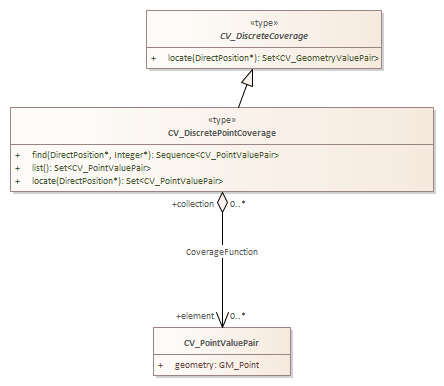 «type»
CV_DiscreteCoverage
+ locate(DirectPosition*): Set<CV_GeometryValuePair>
«type»
CV_DiscretePointCoverage
+ find(DirectPosition*, Integer*): Sequence<CV_PointValuePair>
+ list(): Set<CV_PointValuePair>
+ locate(DirectPosition*): Set<CV_PointValuePair>
+collection 0..*
CoverageFunction
+element 0..*
CV_PointValuePair
+ geometry: GM_Point